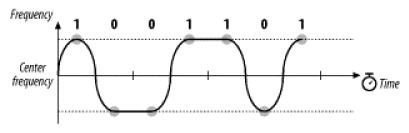 Frequency
1 0 0 1 1 0 1
Center
frequency
Time